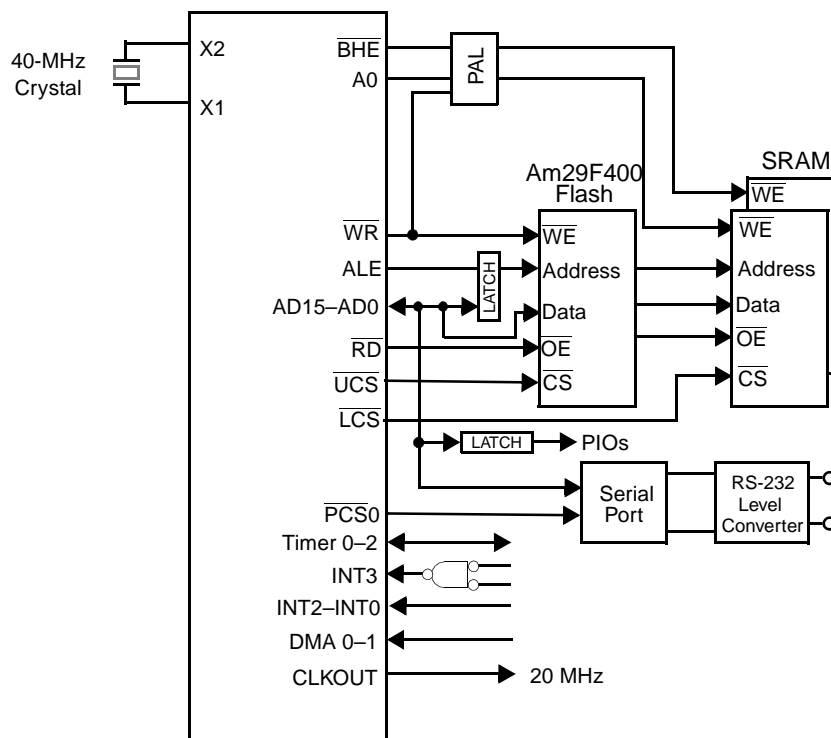 40-MHz
Crystal
X2
X1
BHE
A0
PAL
WR
ALE
AD15–AD0
RD
UCS
LCS
PCS0
Timer 0–2
INT3
INT2–INT0
DMA 0–1
CLKOUT
20 MHz
LATCH
Am29F400
Flash
WE
Address
Data
OE
CS
SRAM
WE
WE
Address
Data
OE
CS
LATCH
PIOs
Serial
Port
RS-232
Level
Converter